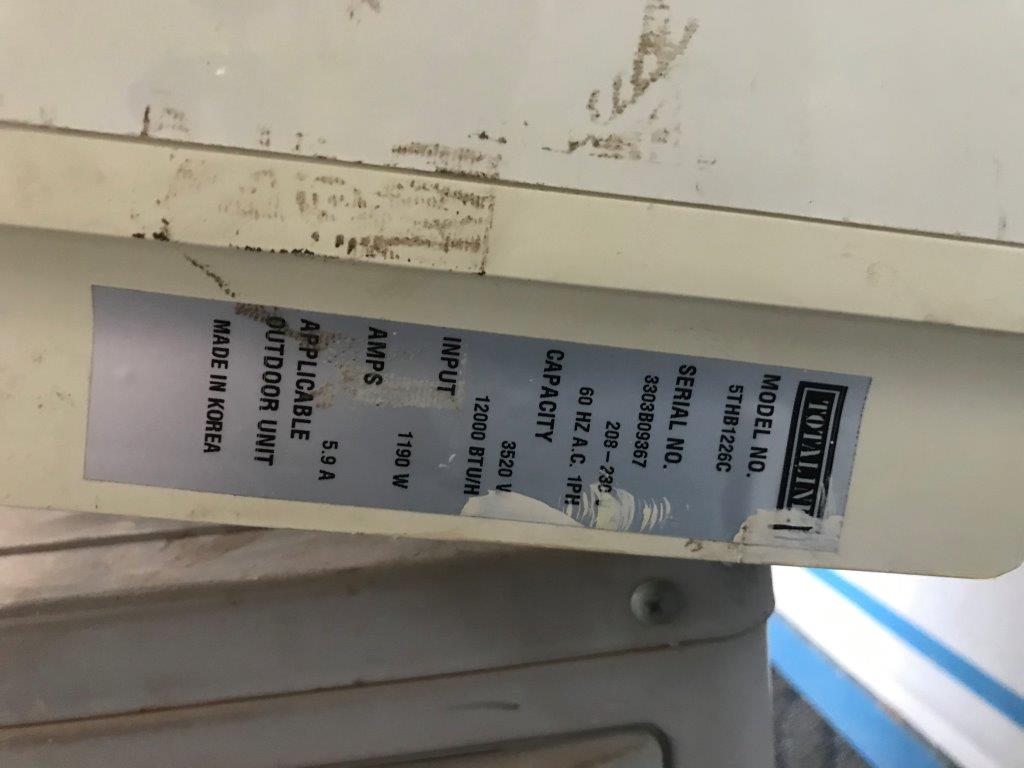 TOTALINE
MODEL NO.
5THB1226C
SERIAL NO.
3303B09867
208–230
60 HZ A.C. 1PH
CAPACITY
3520 W
12000 BTU/H
INPUT
1190 W
AMPS
5.9 A
APPLICABLE
OUTDOOR UNIT
MADE IN KOREA